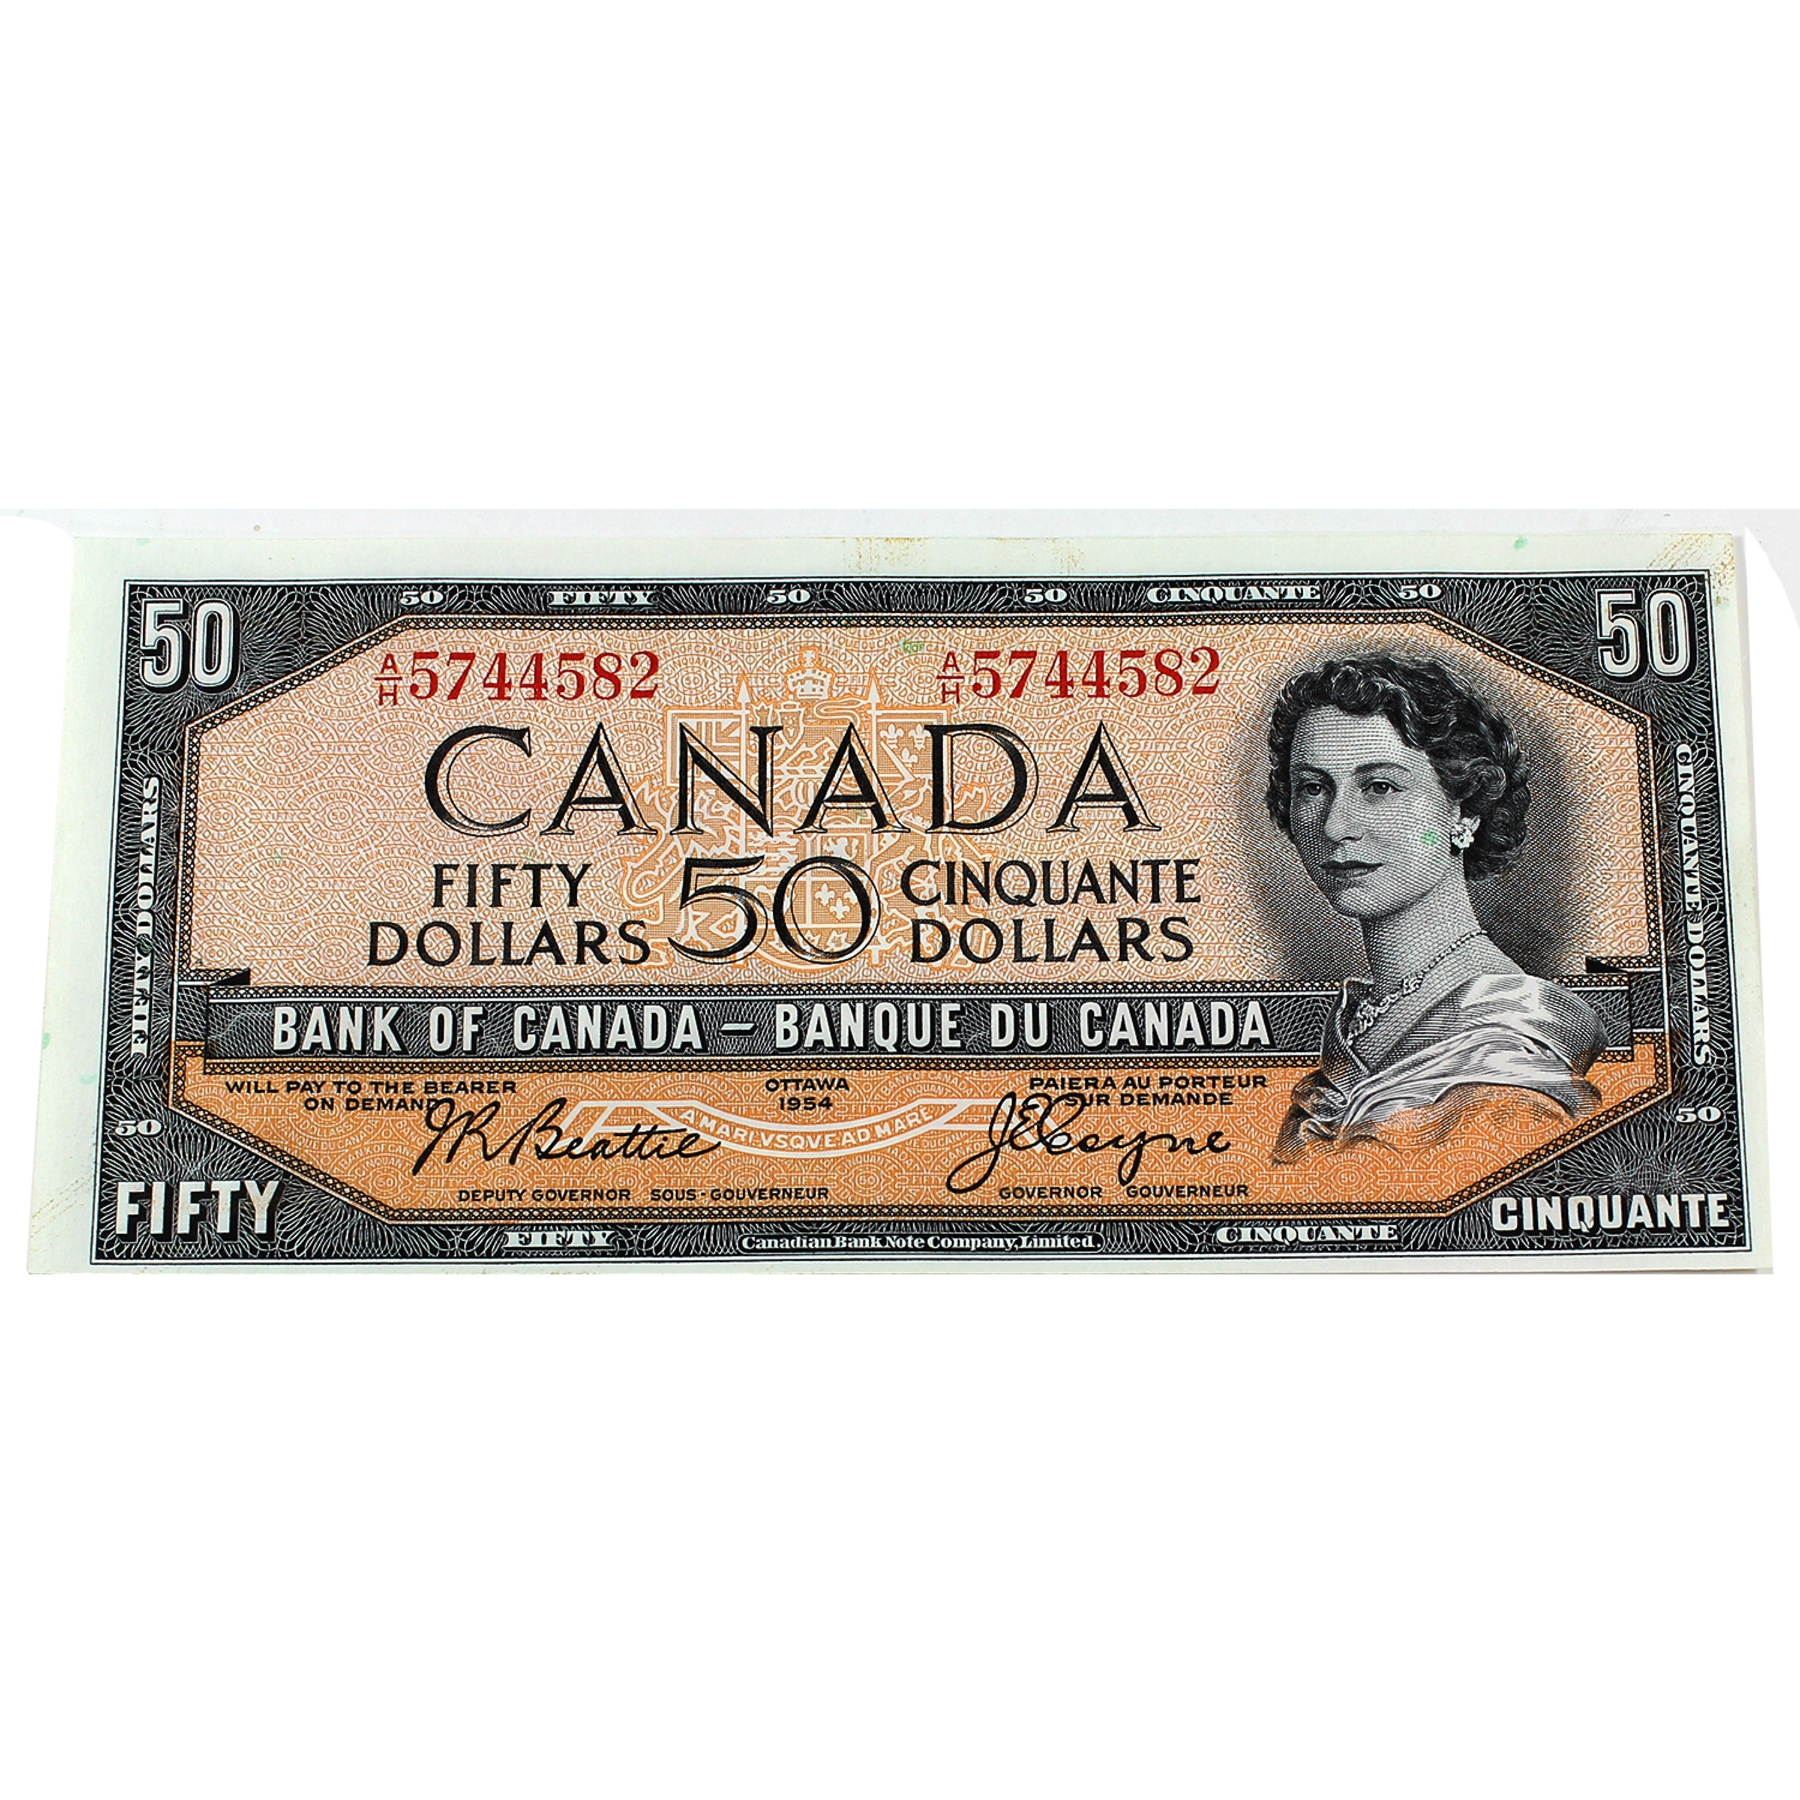 50 FIFTY 50 50 CINQUANTE 50
50 50
A/H 5744582 A/H 5744582
CANADA
FIFTY DOLLARS
CINQUANTE DOLLARS
FIFTY 50 CINQUANTE
DOLLARS DOLLARS
BANK OF CANADA – BANQUE DU CANADA
WILL PAY TO THE BEARER OTTAWA PAIERA AU PORTEUR
ON DEMAND 1954 SUR DEMANDE
50 50
A MARI VSQVE AD MARE
J R Beattie J E Coyne
DEPUTY GOVERNOR SOUS-GOUVERNEUR GOVERNOR GOUVERNEUR
FIFTY CINQUANTE
FIFTY Canadian Bank Note Company, Limited CINQUANTE